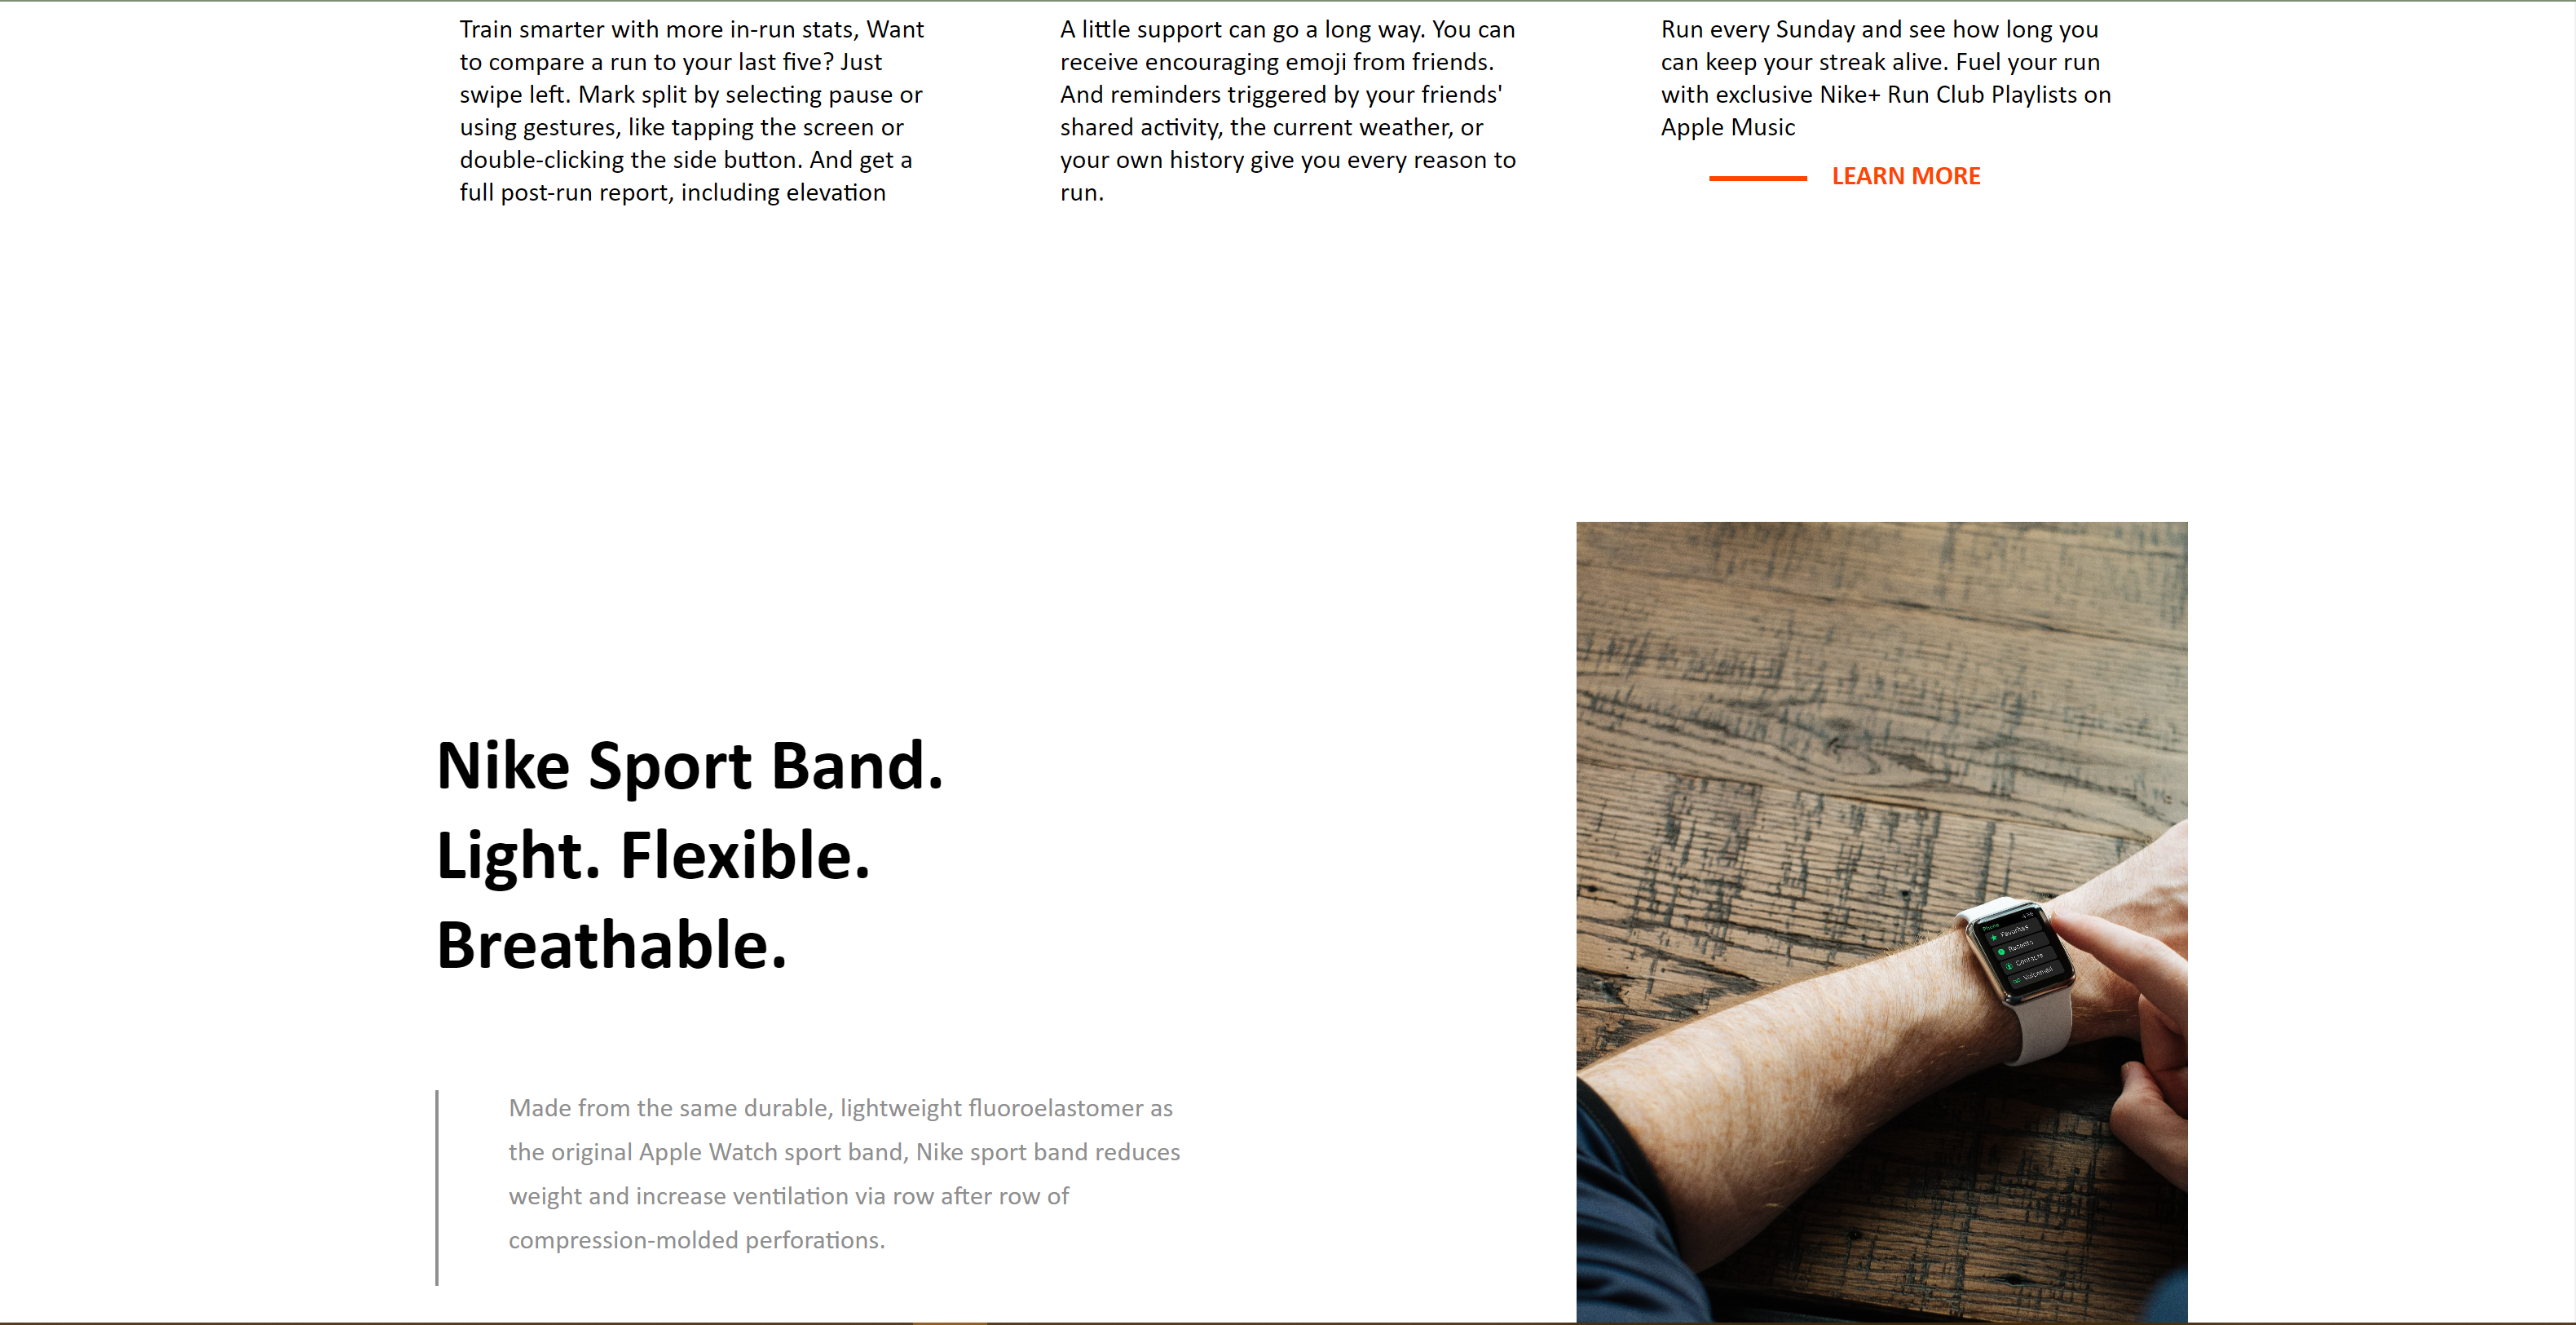 Train smarter with more in-run stats, Want
to compare a run to your last five? Just
swipe left. Mark split by selecting pause or
using gestures, like tapping the screen or
double-clicking the side button. And get a
full post-run report, including elevation
A little support can go a long way. You can
receive encouraging emoji from friends.
And reminders triggered by your friends'
shared activity, the current weather, or
your own history give you every reason to
run.
Run every Sunday and see how long you
can keep your streak alive. Fuel your run
with exclusive Nike+ Run Club Playlists on
Apple Music
LEARN MORE
Nike Sport Band.
Light. Flexible.
Breathable.
Made from the same durable, lightweight fluoroelastomer as
the original Apple Watch sport band, Nike sport band reduces
weight and increase ventilation via row after row of
compression-molded perforations.
Phone
Favorites
Recents
Contacts
Voicemail